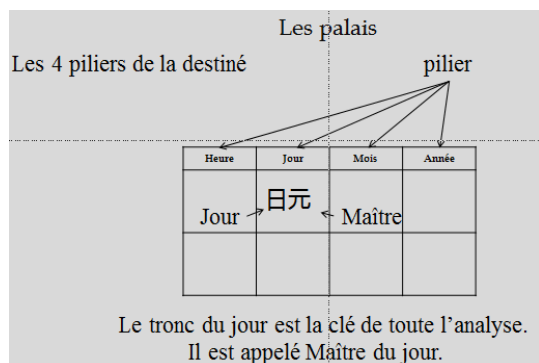 Les palais
Les 4 piliers de la destiné pilier
Heure Jour Mois Année
日元
Jour Maître
Le tronc du jour est la clé de toute l'analyse.
Il est appelé Maître du jour.